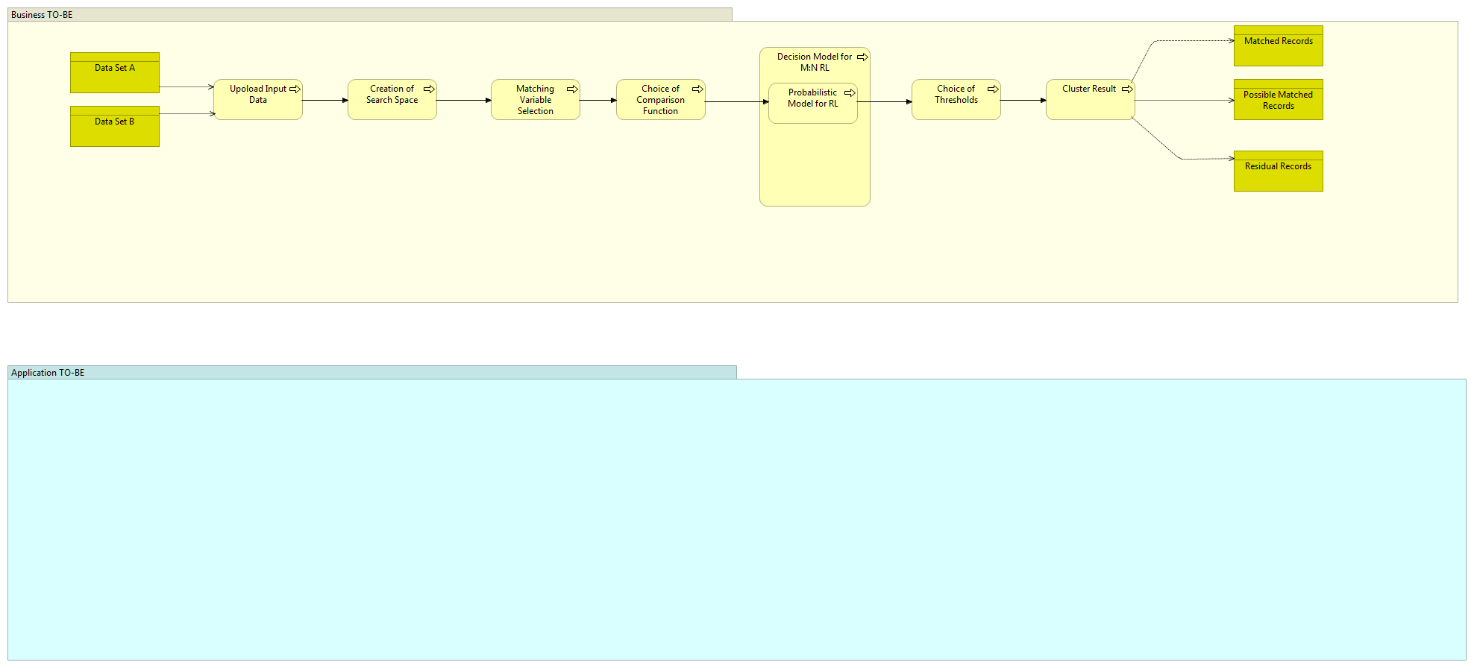 Business TO-BE
Data Set A
Data Set B
Upoload Input
Data
Creation of
Search Space
Matching
Variable
Selection
Choice of
Comparison
Function
Decision Model for
M:N RL
Probabilistic
Model for RL
Choice of
Thresholds
Cluster Result
Matched Records
Possible Matched
Records
Residual Records
Application TO-BE